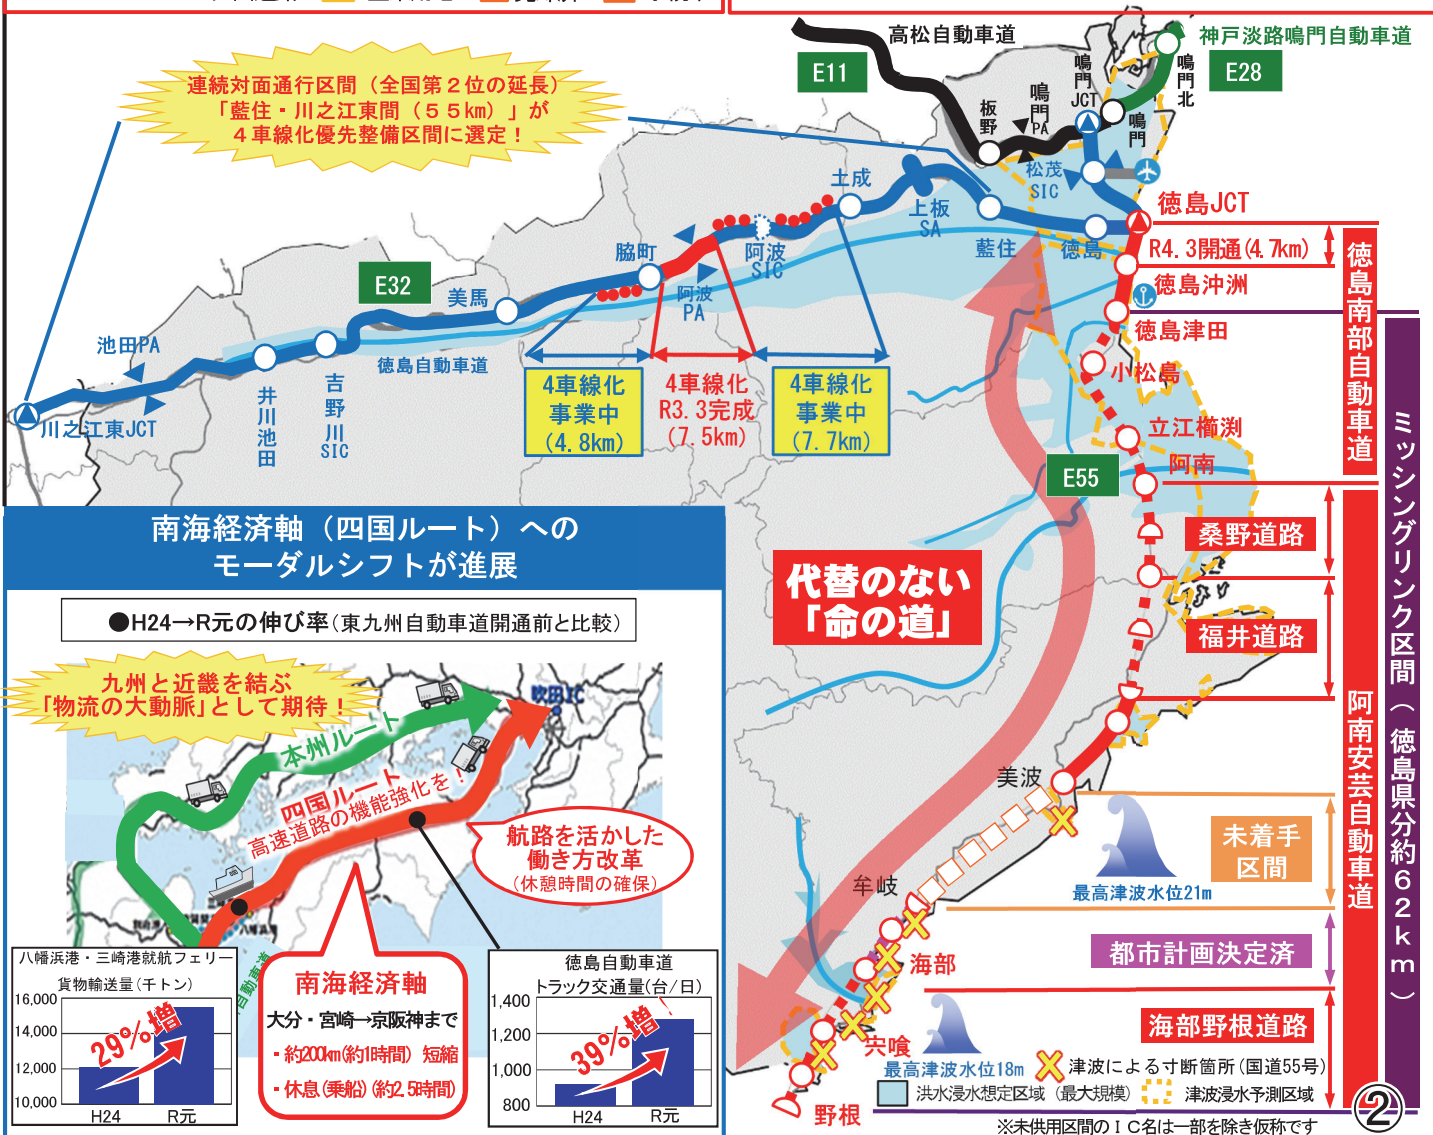 高松自動車道
神戸淡路鳴門自動車道
E11
E28
連続対面通行区間（全国第２位の延長）
「藍住・川之江東間（５５km）」が
４車線化優先整備区間に選定！
鳴門JCT
鳴門北
鳴門PA
板野
鳴門
松茂
SIC
土成
上板SA
徳島JCT
藍住
徳島
R4.3開通(4.7km)
脇町
阿波
SIC
徳島沖洲
E32
美馬
阿波
PA
徳島津田
池田PA
徳島自動車道
小松島
川之江東JCT
井川池田
吉野川SIC
4車線化
事業中
(4.8km)
4車線化
R3.3完成
(7.5km)
4車線化
事業中
(7.7km)
立江櫛渕
阿南
E55
徳島南部自動車道
ミッシングリンク区間（徳島県分約６２ｋｍ）
桑野道路
福井道路
阿南安芸自動車道
代替のない
「命の道」
美波
未着手
区間
最高津波水位21m
牟岐
都市計画決定済
海部
海部野根道路
宍喰
最高津波水位18m
津波による寸断箇所(国道55号)
洪水浸水想定区域（最大規模）
津波浸水予測区域
野根
※未供用区間のＩＣ名は一部を除き仮称です
②
南海経済軸（四国ルート）への
モーダルシフトが進展
●H24→R元の伸び率(東九州自動車道開通前と比較)
九州と近畿を結ぶ
「物流の大動脈」として期待！
吹田IC
本州ルート
四国ルート
高速道路の機能強化を！
航路を活かした
働き方改革
(休憩時間の確保)
八幡浜港・三崎港就航フェリー
貨物輸送量(千トン)
16,000
14,000
12,000
10,000
29%増
H24
R元
自動車道
南海経済軸
大分・宮崎→京阪神まで
・約200km(約1時間) 短縮
・休息(乗船)(約2.5時間)
徳島自動車道
トラック交通量(台/日)
1,400
1,200
1,000
800
39%増
H24
R元